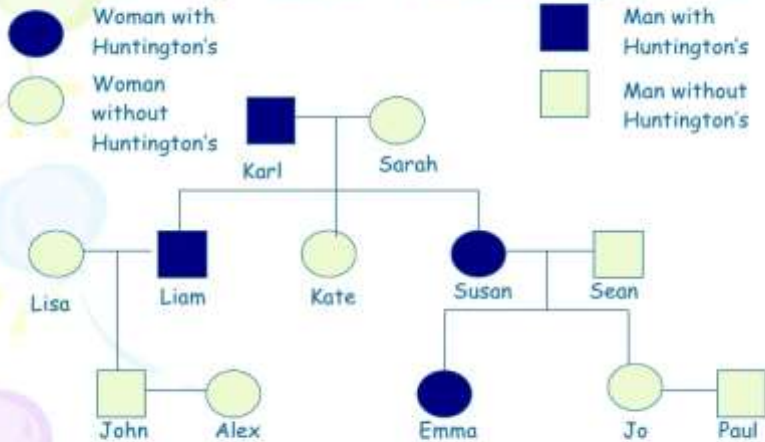 Woman with
Huntington's
Woman
without
Huntington's
Man with
Huntington's
Man without
Huntington's
Karl
Sarah
Lisa
Liam
Kate
Susan
Sean
John
Alex
Emma
Jo
Paul